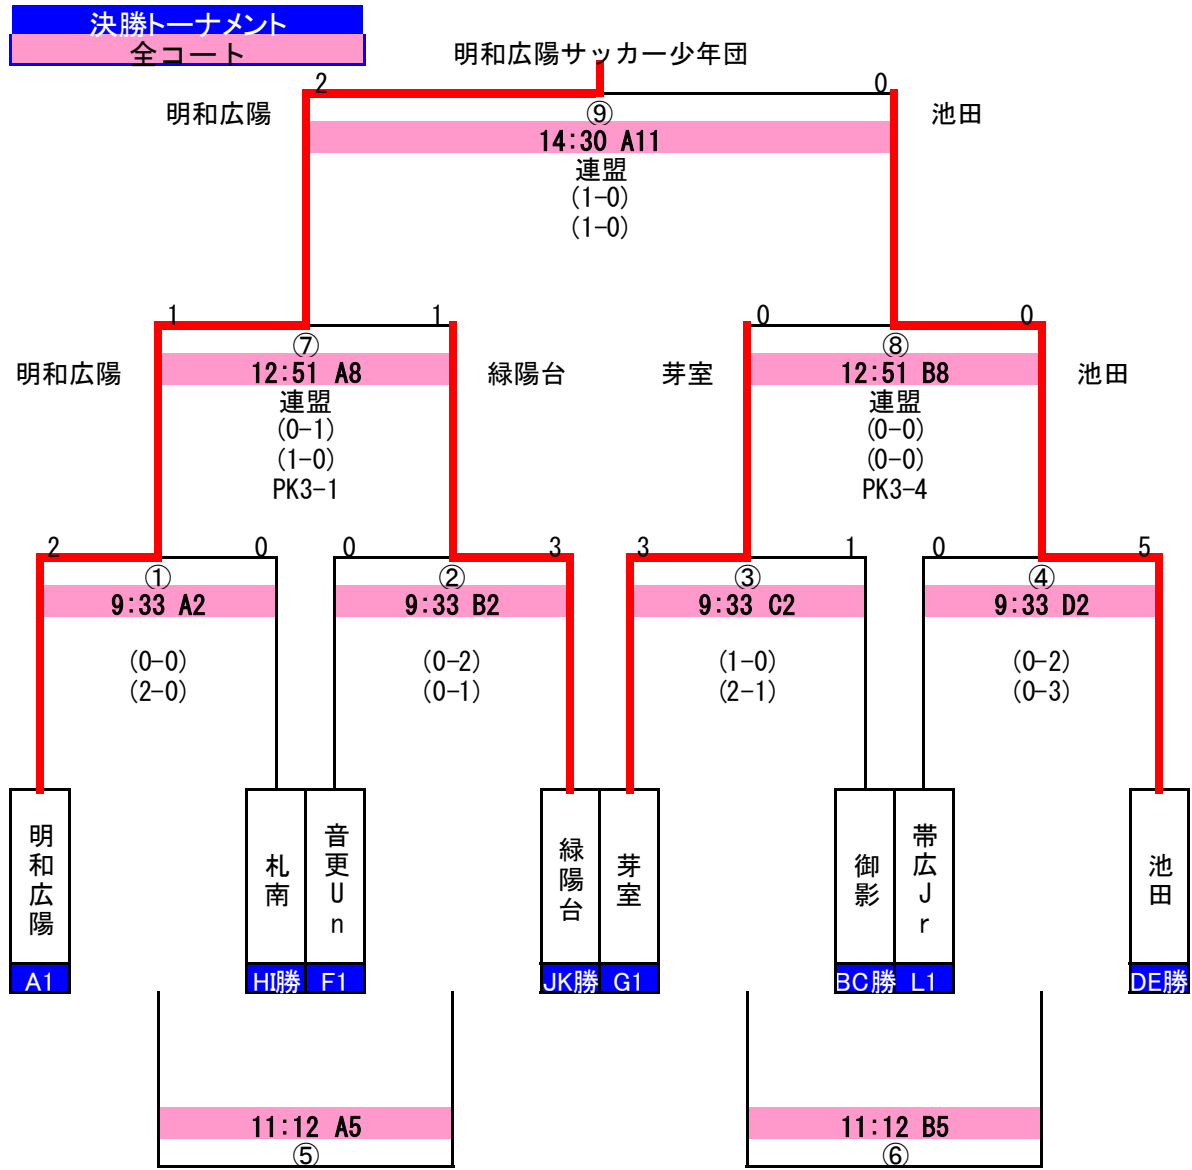 決勝トーナメント
全コート
明和広陽サッカー少年団
2
0
明和広陽
池田
⑨
14:30 A11
連盟
(1-0)
(1-0)
1
1
0
0
⑦
⑧
明和広陽
12:51 A8
緑陽台
芽室
12:51 B8
池田
連盟
(0-1)
(1-0)
PK3-1
連盟
(0-0)
(0-0)
PK3-4
2
0
0
3
3
1
0
5
①
②
③
④
9:33 A2
9:33 B2
9:33 C2
9:33 D2
(0-0)
(2-0)
(0-2)
(0-1)
(1-0)
(2-1)
(0-2)
(0-3)
明和広陽
札南
音更Un
緑陽台
芽室
御影
帯広Jr
池田
A1
HI勝
F1
JK勝
G1
BC勝
L1
DE勝
11:12 A5
⑤
11:12 B5
⑥